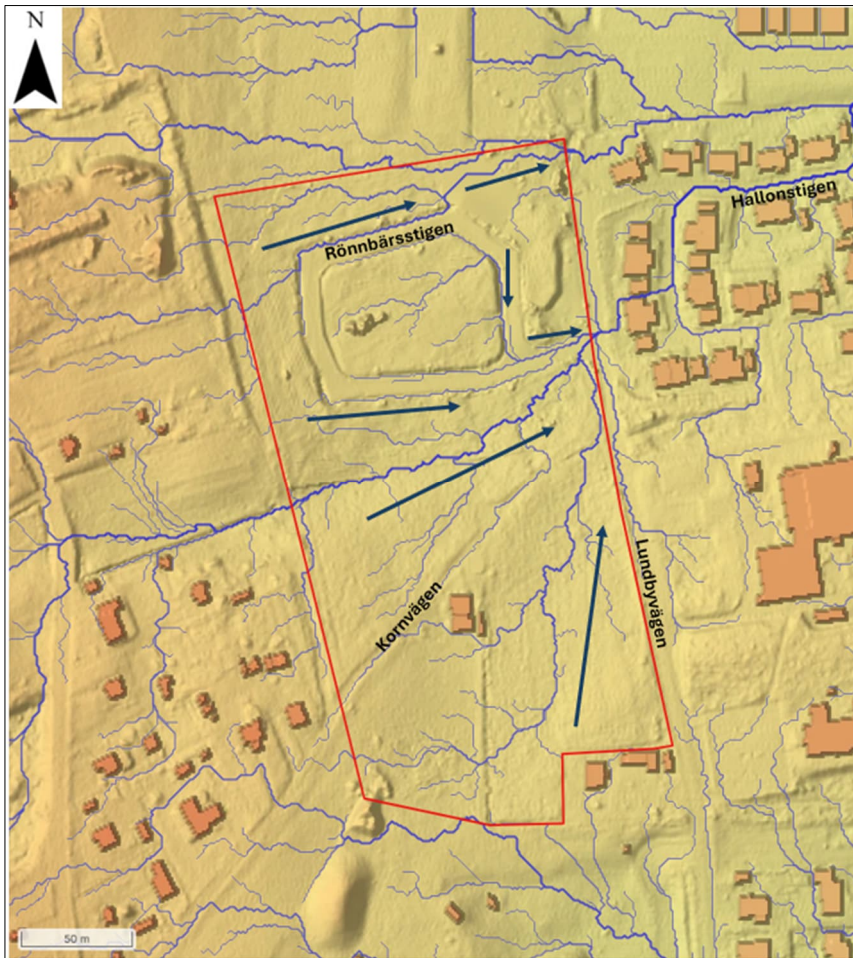 N
Hallonstigen
Rönnbärsstigen
Lundbyvägen
Kornvägen
50 m